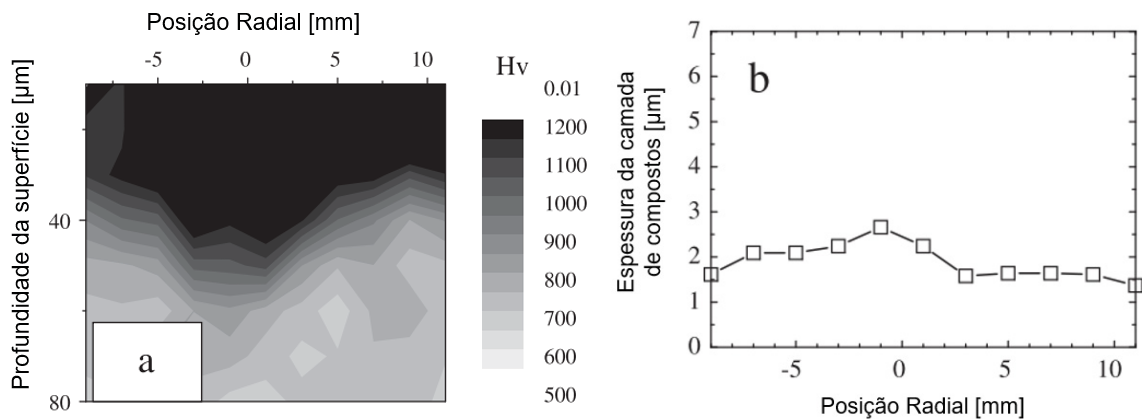 Posição Radial [mm]
-5 0 5 10
Profundidade da superfície [µm]
40
80
a
Hv
0.01
1200
1100
1000
900
800
700
600
500
b
Espessura da camada
de compostos [µm]
7
6
5
4
3
2
1
0
-5 0 5 10
Posição Radial [mm]